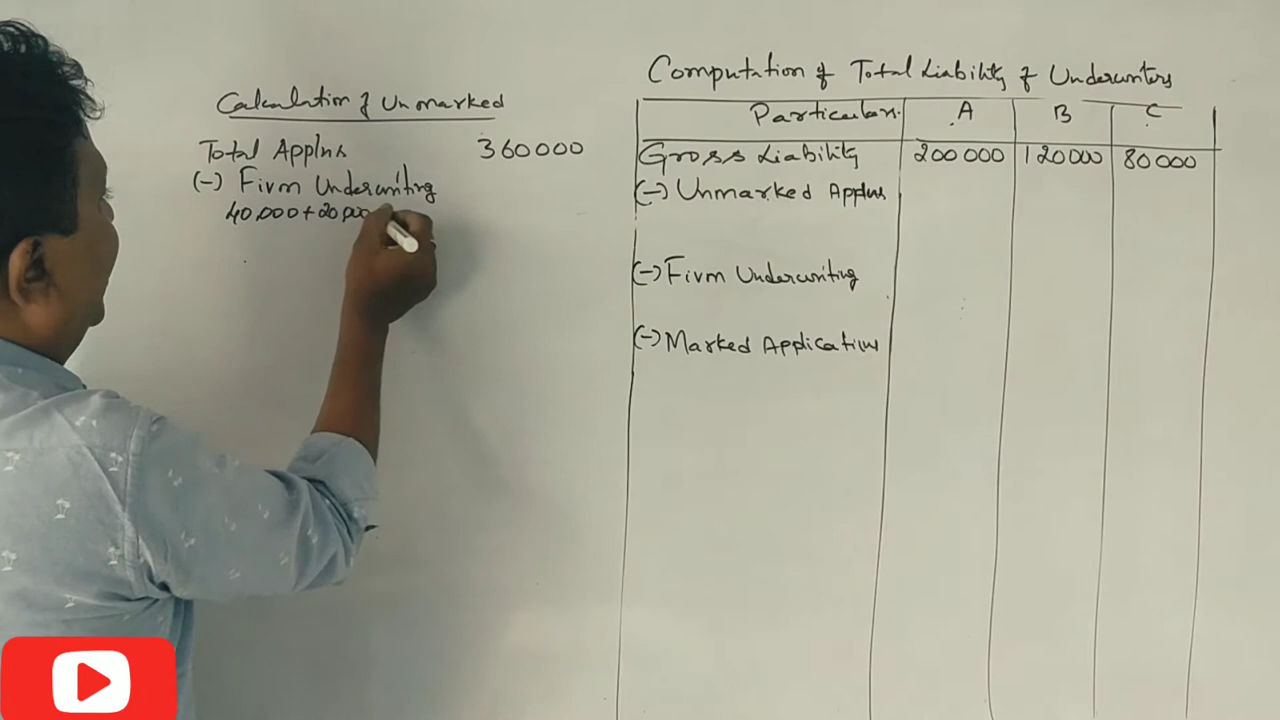 Calculation of Unmarked
Total Applns 360000
(-) Firm Underwriting
40,000+20,000
Computation of Total Liability of Underwriters
Particulars. A B C
Gross Liability 200000 120000 80000
(-) Unmarked Applns
(-) Firm Underwriting
(-) Marked Applications